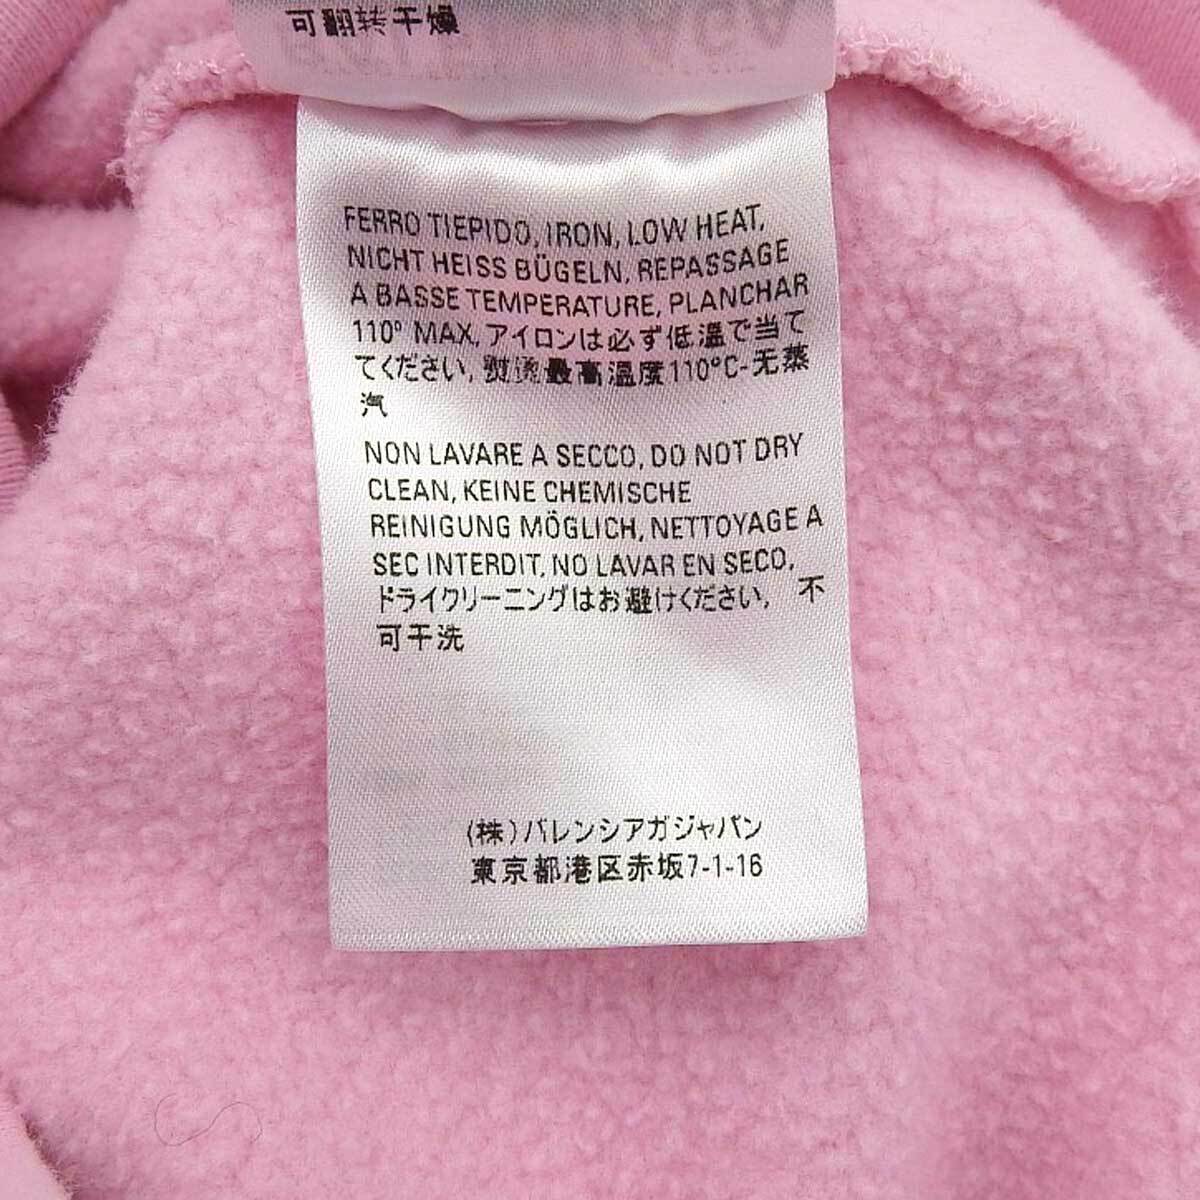 可翻转干燥
FERRO TIEPIDO, IRON, LOW HEAT,
NICHT HEISS BÜGELN, REPASSAGE
A BASSE TEMPERATURE, PLANCHAR
110° MAX, アイロンは必ず低温で当て
てください, 熨烫最高温度110°C-无蒸
汽
NON LAVARE A SECCO, DO NOT DRY
CLEAN, KEINE CHEMISCHE
REINIGUNG MÖGLICH, NETTOYAGE A
SEC INTERDIT, NO LAVAR EN SECO,
ドライクリーニングはお避けください, 不
可干洗
(株)バレンシアガジャパン
東京都港区赤坂7-1-16